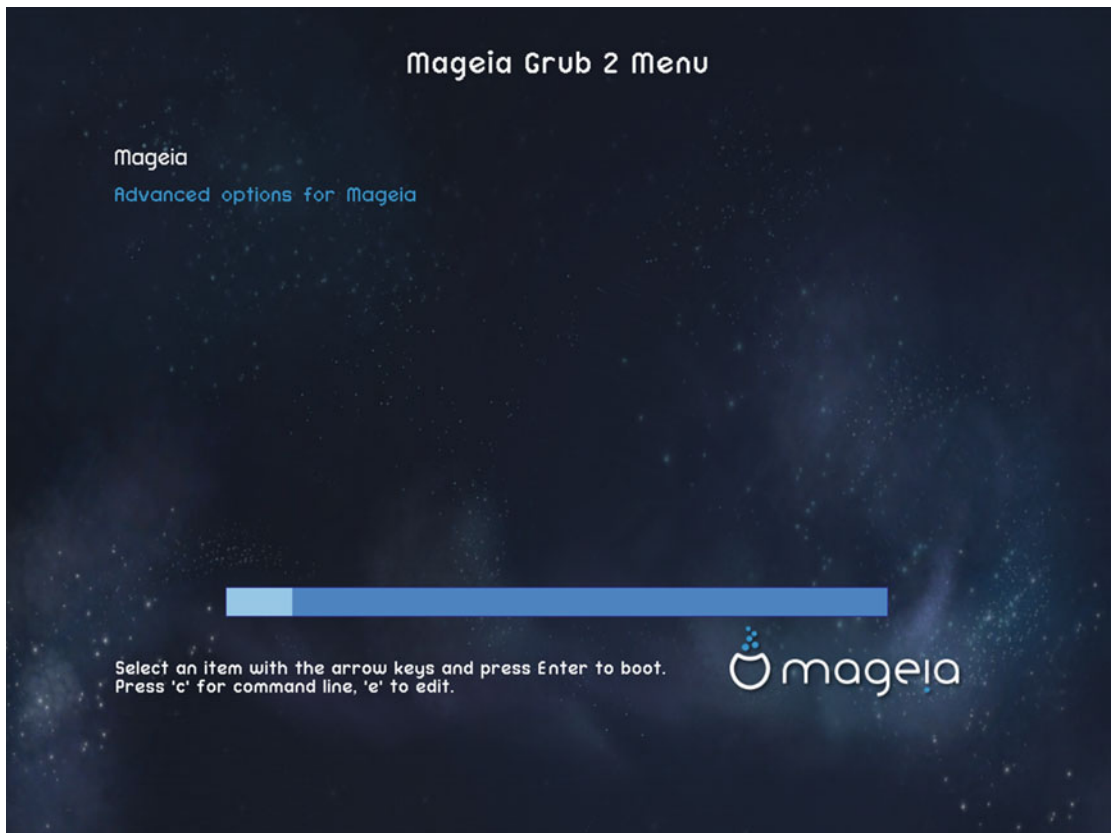 Mageia Grub 2 Menu
Mageia
Advanced options for Mageia
Select an item with the arrow keys and press Enter to boot.
Press 'c' for command line, 'e' to edit.
mageia